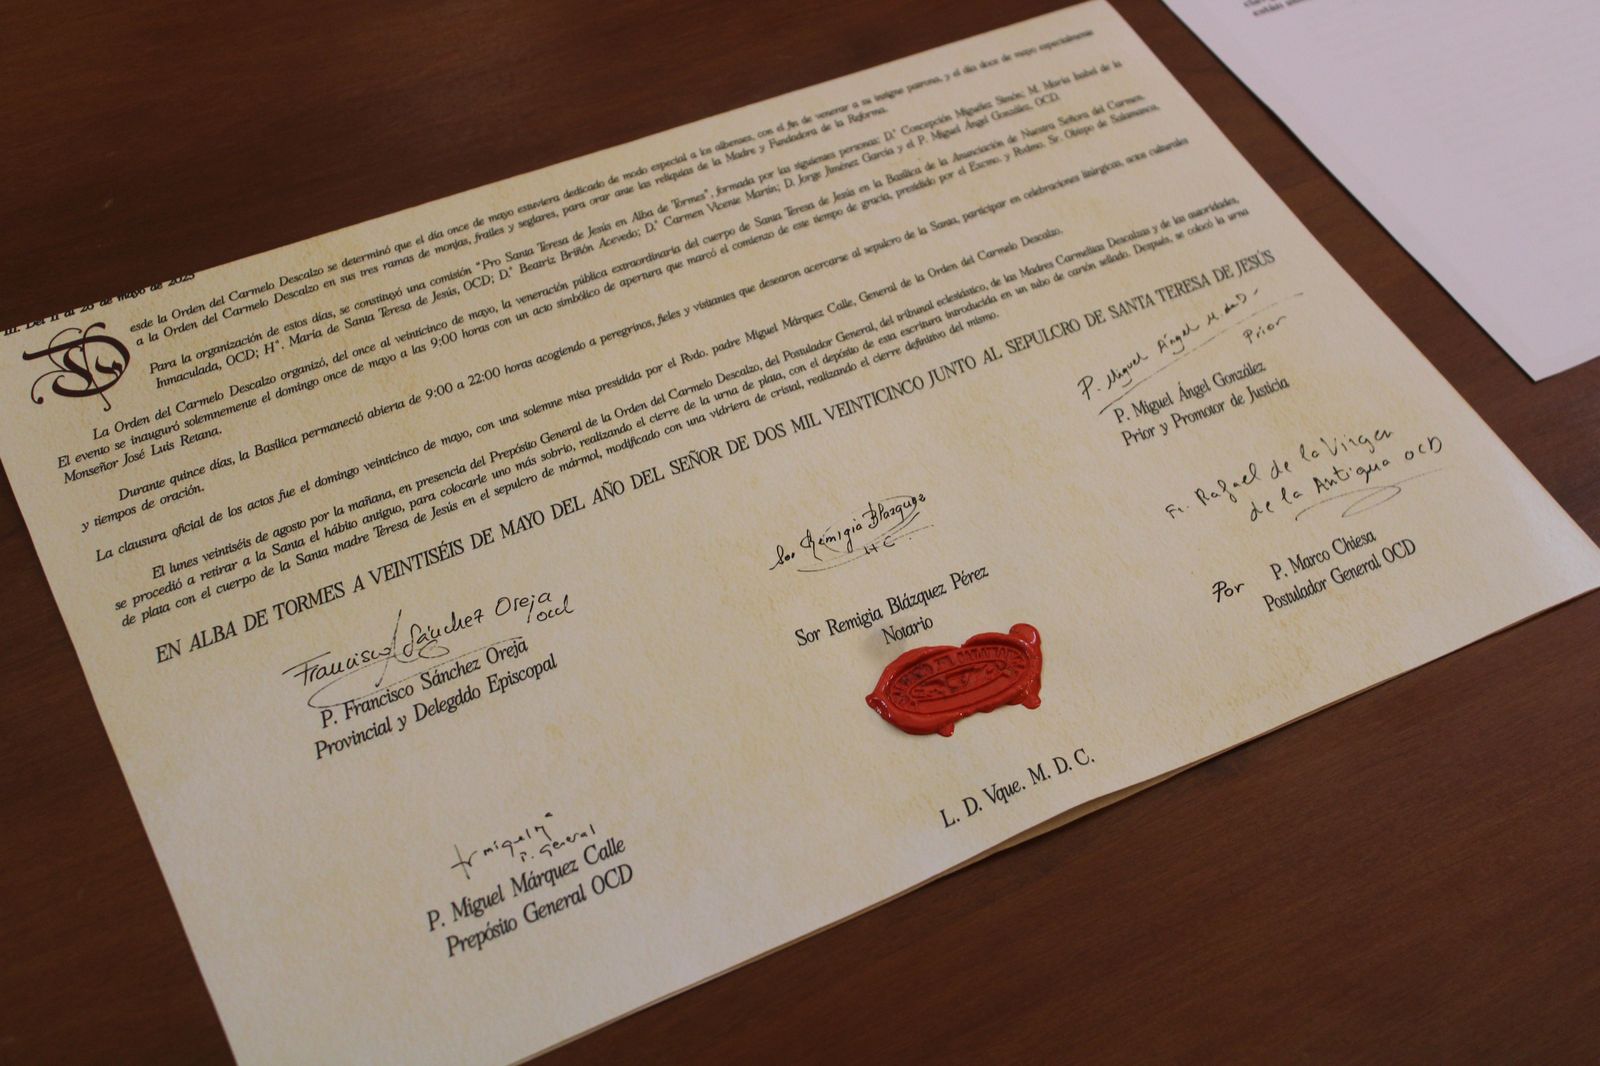 III. Del 11 al 26 de mayo de 2025
Desde la Orden del Carmelo Descalzo se determinó que el día once de mayo estuviera dedicado de modo especial a los albenses, con el fin de venerar a su insigne patrona, y el día doce de mayo especialmente
a la Orden del Carmelo Descalzo en sus tres ramas de monjas, frailes y seglares, para orar ante las reliquias de la Madre y Fundadora de la Reforma.
Para la organización de estos días, se constituyó una comisión "Pro Santa Teresa de Jesús en Alba de Tormes", formada por las siguientes personas: D.ª Concepción Miguélez Simón; M. María Isabel de la
Inmaculada, OCD; Hª. María de Santa Teresa de Jesús, OCD; D.ª Beatriz Briñón Acevedo; D.ª Carmen Vicente Martín; D. Jorge Jiménez García y el P. Miguel Ángel González, OCD.
La Orden del Carmelo Descalzo organizó, del once al veinticinco de mayo, la veneración pública extraordinaria del cuerpo de Santa Teresa de Jesús en la Basílica de la Anunciación de Nuestra Señora del Carmen.
El evento se inauguró solemnemente el domingo once de mayo a las 9:00 horas con un acto simbólico de apertura que marcó el comienzo de este tiempo de gracia, presidido por el Excmo. y Rvdmo. Sr. Obispo de Salamanca,
Monseñor José Luis Retana.
Durante quince días, la Basílica permaneció abierta de 9:00 a 22:00 horas acogiendo a peregrinos, fieles y visitantes que desearon acercarse al sepulcro de la Santa, participar en celebraciones litúrgicas, actos culturales
y tiempos de oración.
La clausura oficial de los actos fue el domingo veinticinco de mayo, con una solemne misa presidida por el Rvdo. padre Miguel Márquez Calle, General de la Orden del Carmelo Descalzo.
El lunes veintiséis de agosto por la mañana, en presencia del Prepósito General de la Orden del Carmelo Descalzo, del Postulador General, del tribunal eclesiástico, de las Madres Carmelitas Descalzas y de las autoridades,
se procedió a retirar a la Santa el hábito antiguo, para colocarle uno más sobrio, realizando el cierre de la urna de plata, con el depósito de esta escritura introducida en un tubo de cartón sellado. Después, se colocó la urna
de plata con el cuerpo de la Santa madre Teresa de Jesús en el sepulcro de mármol, modificado con una vidriera de cristal, realizando el cierre definitivo del mismo.
EN ALBA DE TORMES A VEINTISÉIS DE MAYO DEL AÑO DEL SEÑOR DE DOS MIL VEINTICINCO JUNTO AL SEPULCRO DE SANTA TERESA DE JESÚS
Francisco Sánchez Oreja
ocd
P. Francisco Sánchez Oreja
Provincial y Delegddo Episcopal
Sor Remigia Blázquez
H.C.
Sor Remigia Blázquez Pérez
Notario
P. Miguel Ángel
Prior
P. Miguel Ángel González
Prior y Promotor de Justicia
Fr. Rafael de la Virgen
de la Antigua OCD
Por P. Marco Chiesa
Postulador General OCD
miguel
P. General
P. Miguel Márquez Calle
Prepósito General OCD
L. D. Vque. M. D. C.